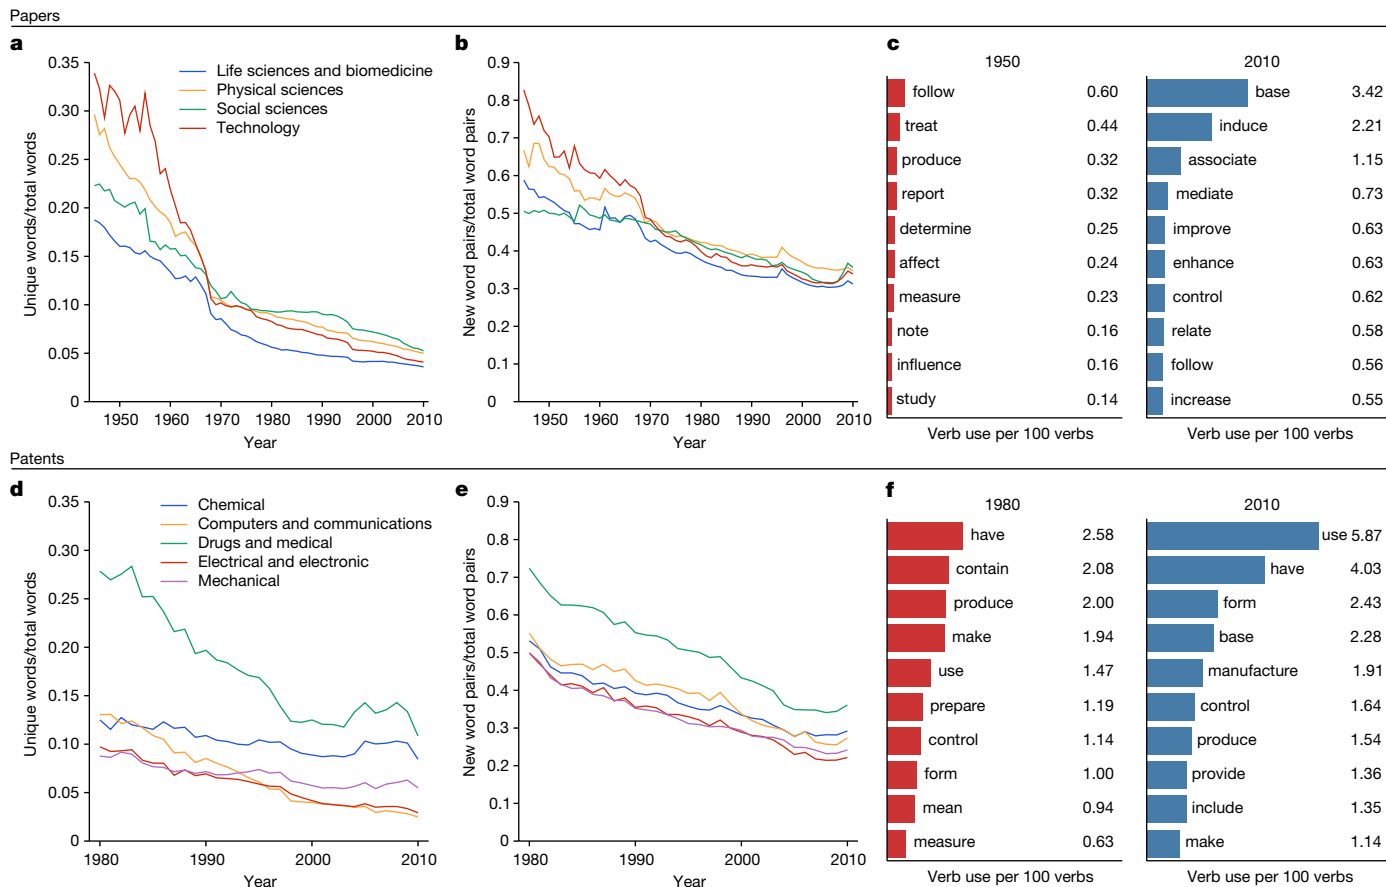 Papers
a
Unique words/total words
0.35
0.30
0.25
0.20
0.15
0.10
0.05
0
Life sciences and biomedicine
Physical sciences
Social sciences
Technology
1950 1960 1970 1980 1990 2000 2010
Year
b
New word pairs/total word pairs
0.9
0.8
0.7
0.6
0.5
0.4
0.3
0.2
0.1
0
1950 1960 1970 1980 1990 2000 2010
Year
c
1950
follow 0.60
treat 0.44
produce 0.32
report 0.32
determine 0.25
affect 0.24
measure 0.23
note 0.16
influence 0.16
study 0.14
Verb use per 100 verbs
2010
base 3.42
induce 2.21
associate 1.15
mediate 0.73
improve 0.63
enhance 0.63
control 0.62
relate 0.58
follow 0.56
increase 0.55
Verb use per 100 verbs
Patents
d
Unique words/total words
0.35
0.30
0.25
0.20
0.15
0.10
0.05
0
Chemical
Computers and communications
Drugs and medical
Electrical and electronic
Mechanical
1980 1990 2000 2010
Year
e
New word pairs/total word pairs
0.9
0.8
0.7
0.6
0.5
0.4
0.3
0.2
0.1
0
1980 1990 2000 2010
Year
f
1980
have 2.58
contain 2.08
produce 2.00
make 1.94
use 1.47
prepare 1.19
control 1.14
form 1.00
mean 0.94
measure 0.63
Verb use per 100 verbs
2010
use 5.87
have 4.03
form 2.43
base 2.28
manufacture 1.91
control 1.64
produce 1.54
provide 1.36
include 1.35
make 1.14
Verb use per 100 verbs